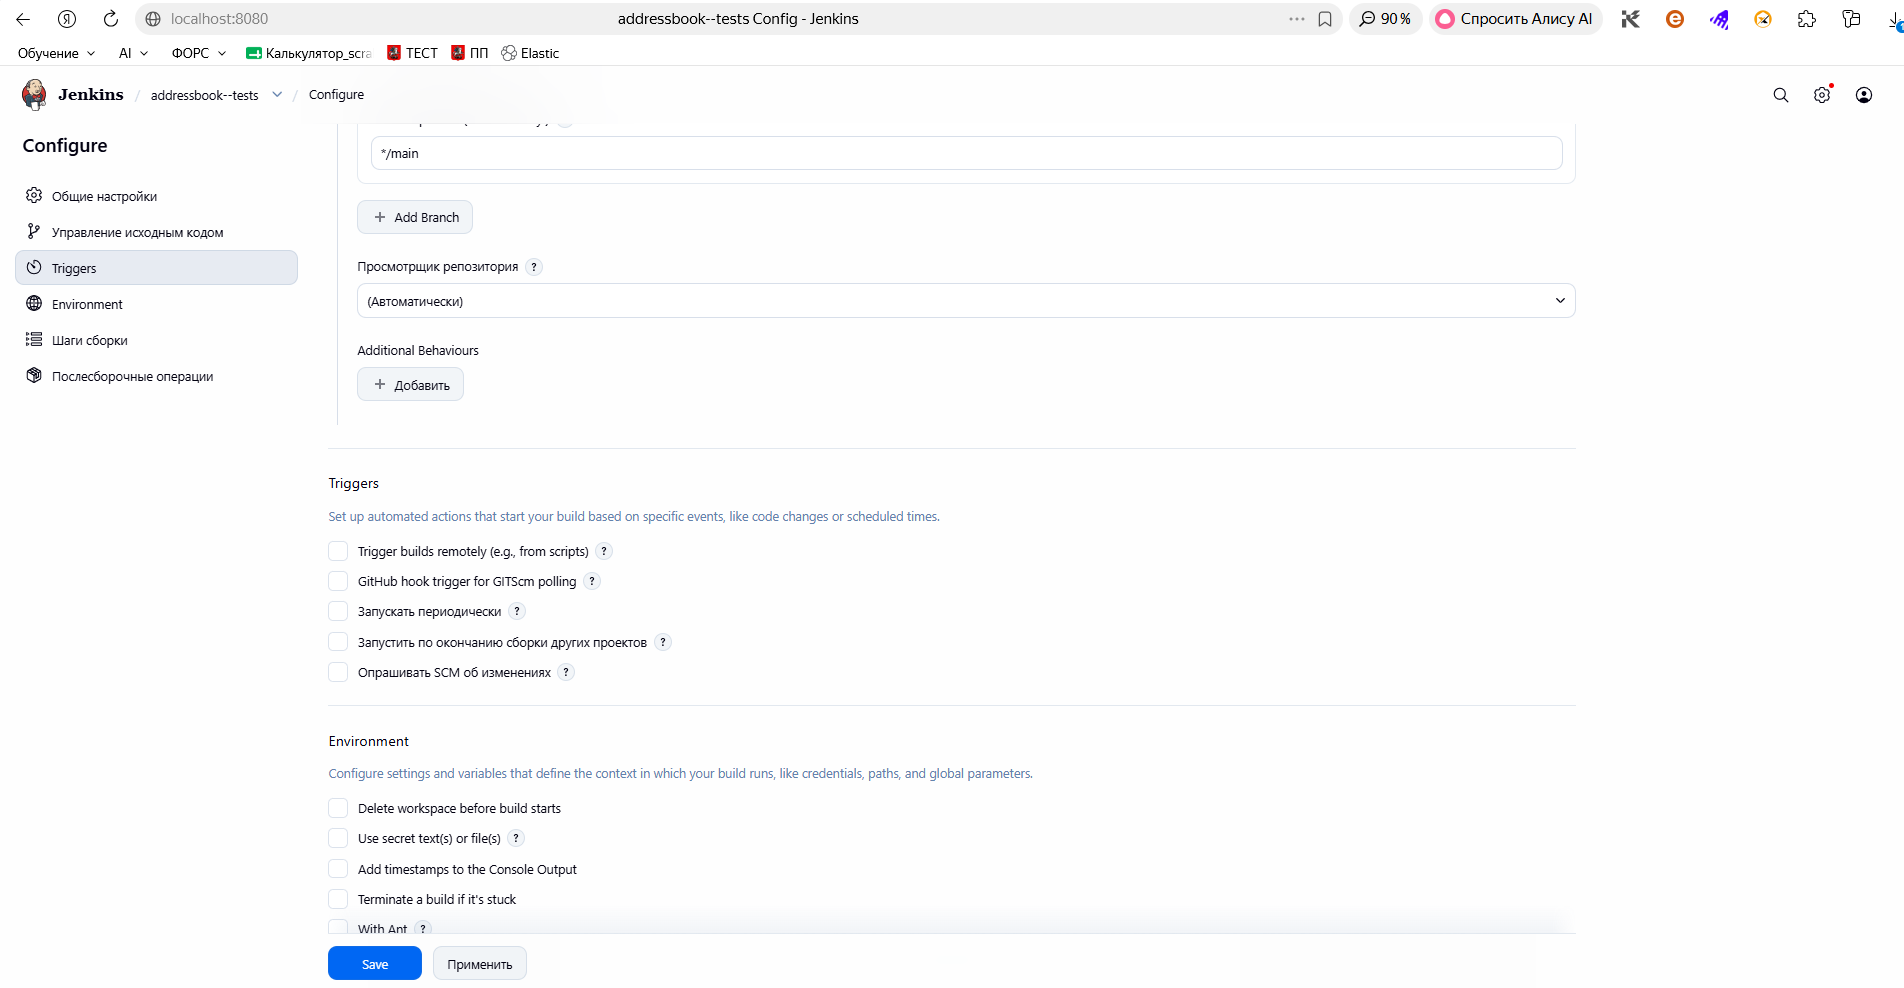 localhost:8080
addressbook--tests Config - Jenkins
90 %
Спросить Алису AI
Обучение
AI
ФОРС
Калькулятор_scra
ТЕСТ
ПП
Elastic
Jenkins / addressbook--tests / Configure
Configure
Общие настройки
Управление исходным кодом
Triggers
Environment
Шаги сборки
Послесборочные операции
*/main
+ Add Branch
Просмотрщик репозитория ?
(Автоматически)
Additional Behaviours
+ Добавить
Triggers
Set up automated actions that start your build based on specific events, like code changes or scheduled times.
Trigger builds remotely (e.g., from scripts) ?
GitHub hook trigger for GITScm polling ?
Запускать периодически ?
Запустить по окончанию сборки других проектов ?
Опрашивать SCM об изменениях ?
Environment
Configure settings and variables that define the context in which your build runs, like credentials, paths, and global parameters.
Delete workspace before build starts
Use secret text(s) or file(s) ?
Add timestamps to the Console Output
Terminate a build if it's stuck
With Ant ?
Save
Применить